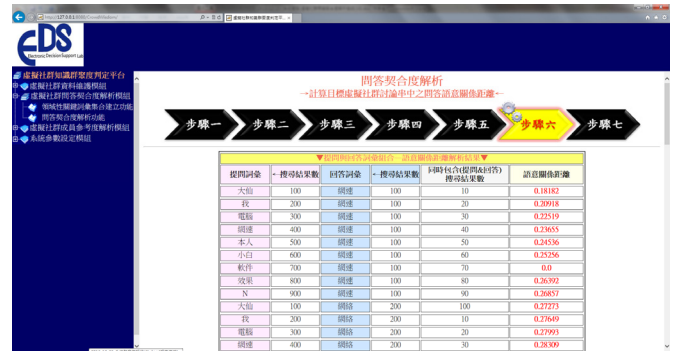 http://127.0.0.1
EDS
Electronic Decision Support Lab
虛擬社群知識群聚度判定平台
虛擬社群資料維護模組
虛擬社群問答契合度解析模組
領域性關鍵詞彙集合建立功能
問答契合度解析功能
虛擬社群成員參考度解析模組
系統參數設定模組
問答契合度解析
→計算目標虛擬社群討論串中之問答語意關係距離←
步驟一 步驟二 步驟三 步驟四 步驟五 步驟六 步驟七
▼提問與回答詞彙組合—語意關係距離解析結果▼
提問詞彙 ←搜尋結果數 回答詞彙 ←搜尋結果數 同時包含(提問&回答)搜尋結果數 語意關係距離
大仙 100 網速 100 10 0.18182
我 200 網速 100 20 0.20918
電腦 300 網速 100 30 0.22519
網速 400 網速 100 40 0.23655
本人 500 網速 100 50 0.24536
小白 600 網速 100 60 0.25256
軟件 700 網速 100 70 0.0
效果 800 網速 100 80 0.26392
N 900 網速 100 90 0.26857
大仙 100 網絡 200 100 0.27273
我 200 網絡 200 10 0.27649
電腦 300 網絡 200 20 0.27993
網速 400 網絡 200 30 0.28309